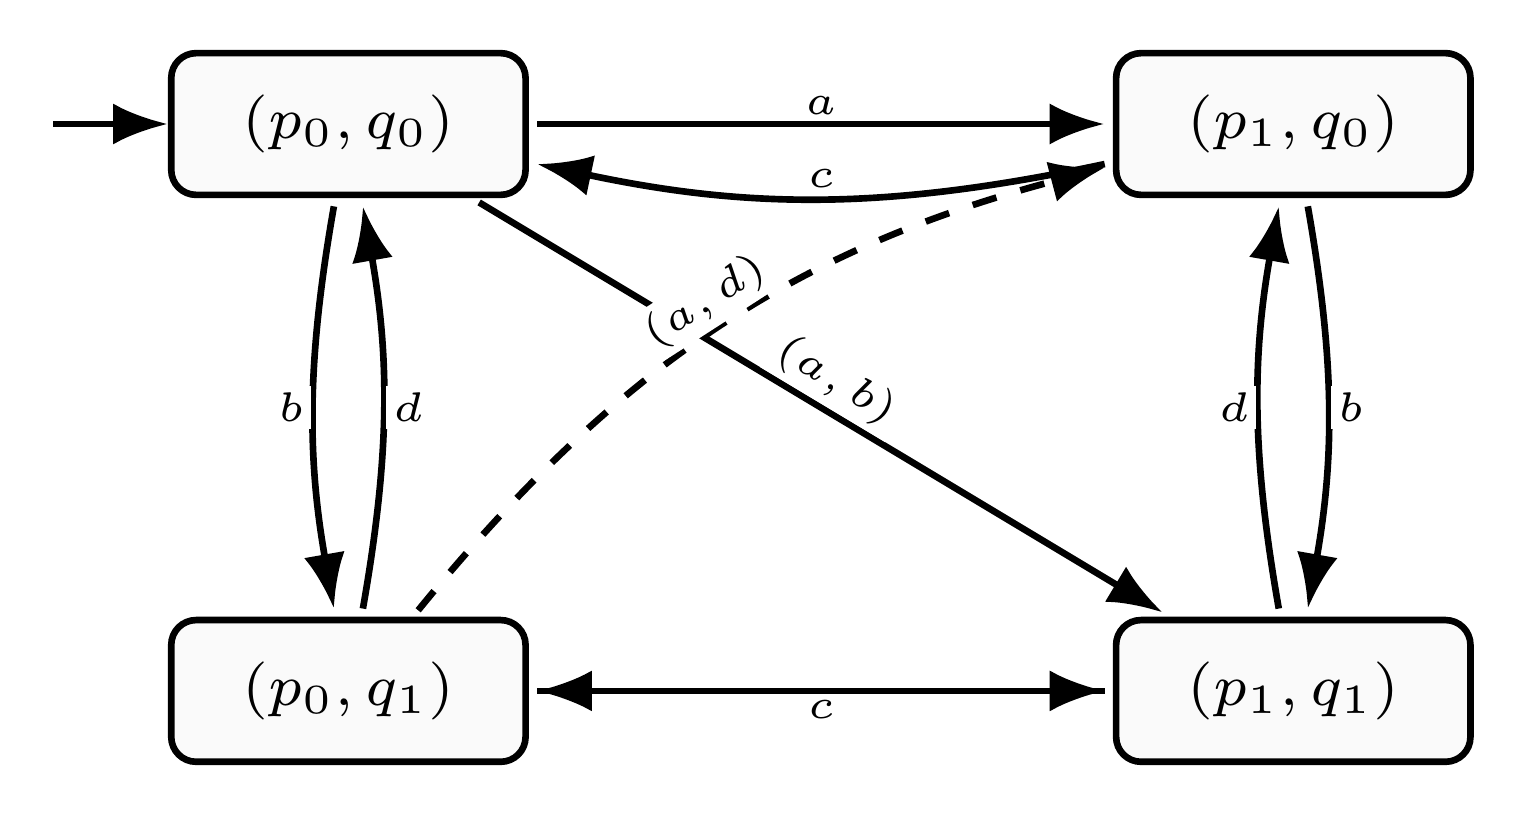 (p₀, q₀)
a
(p₁, q₀)
c
(a, d)
(a, b)
b
d
d
b
(p₀, q₁)
c
(p₁, q₁)